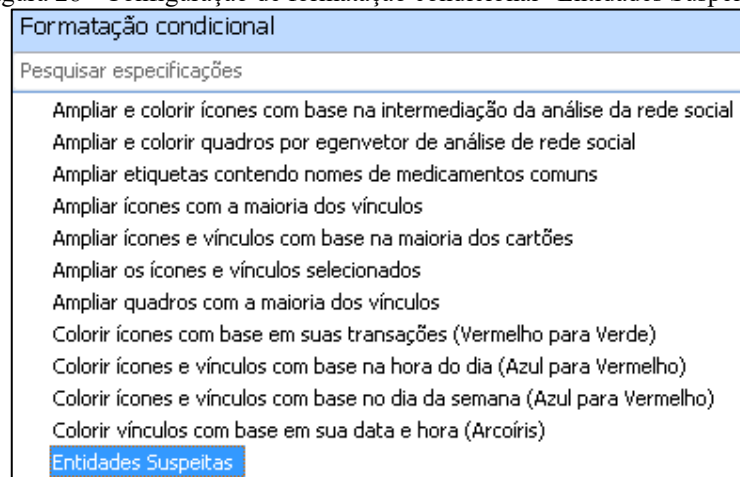 Formatação condicional
Pesquisar especificações
Ampliar e colorir ícones com base na intermediação da análise da rede social
Ampliar e colorir quadros por egenvetor de análise de rede social
Ampliar etiquetas contendo nomes de medicamentos comuns
Ampliar ícones com a maioria dos vínculos
Ampliar ícones e vínculos com base na maioria dos cartões
Ampliar os ícones e vínculos selecionados
Ampliar quadros com a maioria dos vínculos
Colorir ícones com base em suas transações (Vermelho para Verde)
Colorir ícones e vínculos com base na hora do dia (Azul para Vermelho)
Colorir ícones e vínculos com base no dia da semana (Azul para Vermelho)
Colorir vínculos com base em sua data e hora (Arcoíris)
Entidades Suspeitas